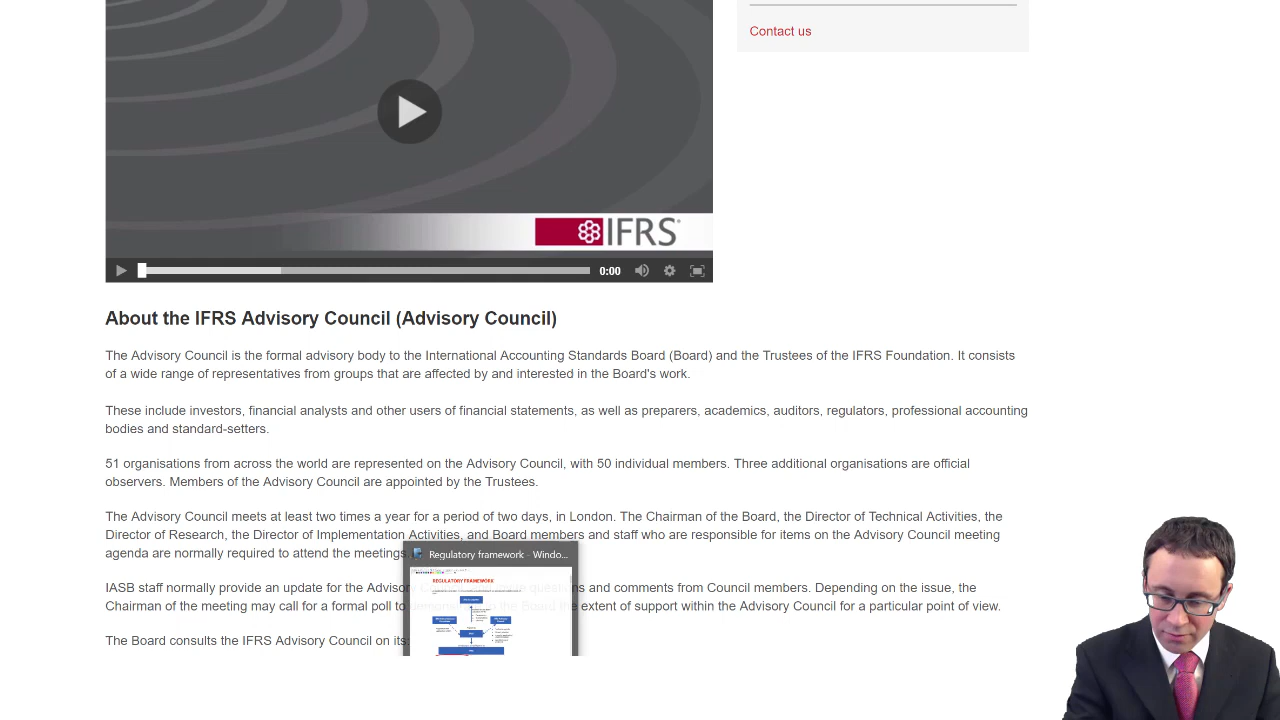 Contact us
IFRS
0:00
About the IFRS Advisory Council (Advisory Council)
The Advisory Council is the formal advisory body to the International Accounting Standards Board (Board) and the Trustees of the IFRS Foundation. It consists
of a wide range of representatives from groups that are affected by and interested in the Board's work.
These include investors, financial analysts and other users of financial statements, as well as preparers, academics, auditors, regulators, professional accounting
bodies and standard-setters.
51 organisations from across the world are represented on the Advisory Council, with 50 individual members. Three additional organisations are official
observers. Members of the Advisory Council are appointed by the Trustees.
The Advisory Council meets at least two times a year for a period of two days, in London. The Chairman of the Board, the Director of Technical Activities, the
Director of Research, the Director of Implementation Activities, and Board members and staff who are responsible for items on the Advisory Council meeting
agenda are normally required to attend the meetings.
Regulatory framework - Windo...
REGULATORY FRAMEWORK
IASB staff normally provide an update for the Advisory questions and comments from Council members. Depending on the issue, the
Chairman of the meeting may call for a formal poll to the Board the extent of support within the Advisory Council for a particular point of view.
The Board consults the IFRS Advisory Council on its